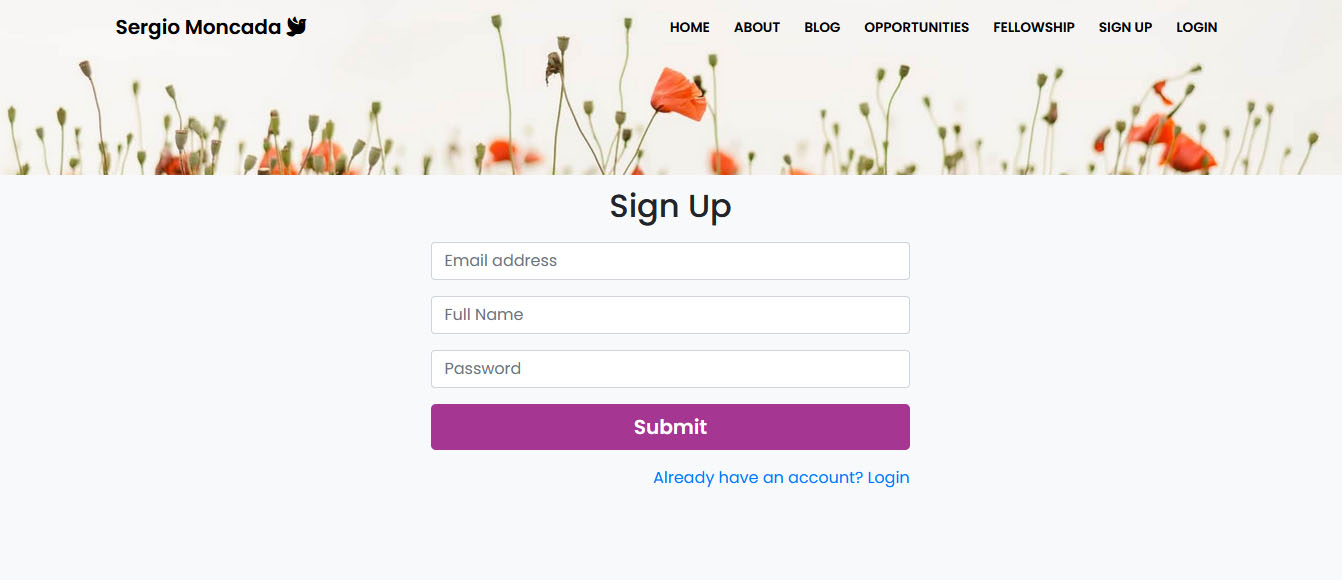 Sergio Moncada
HOME ABOUT BLOG OPPORTUNITIES FELLOWSHIP SIGN UP LOGIN
Sign Up
Email address
Full Name
Password
Submit
Already have an account? Login